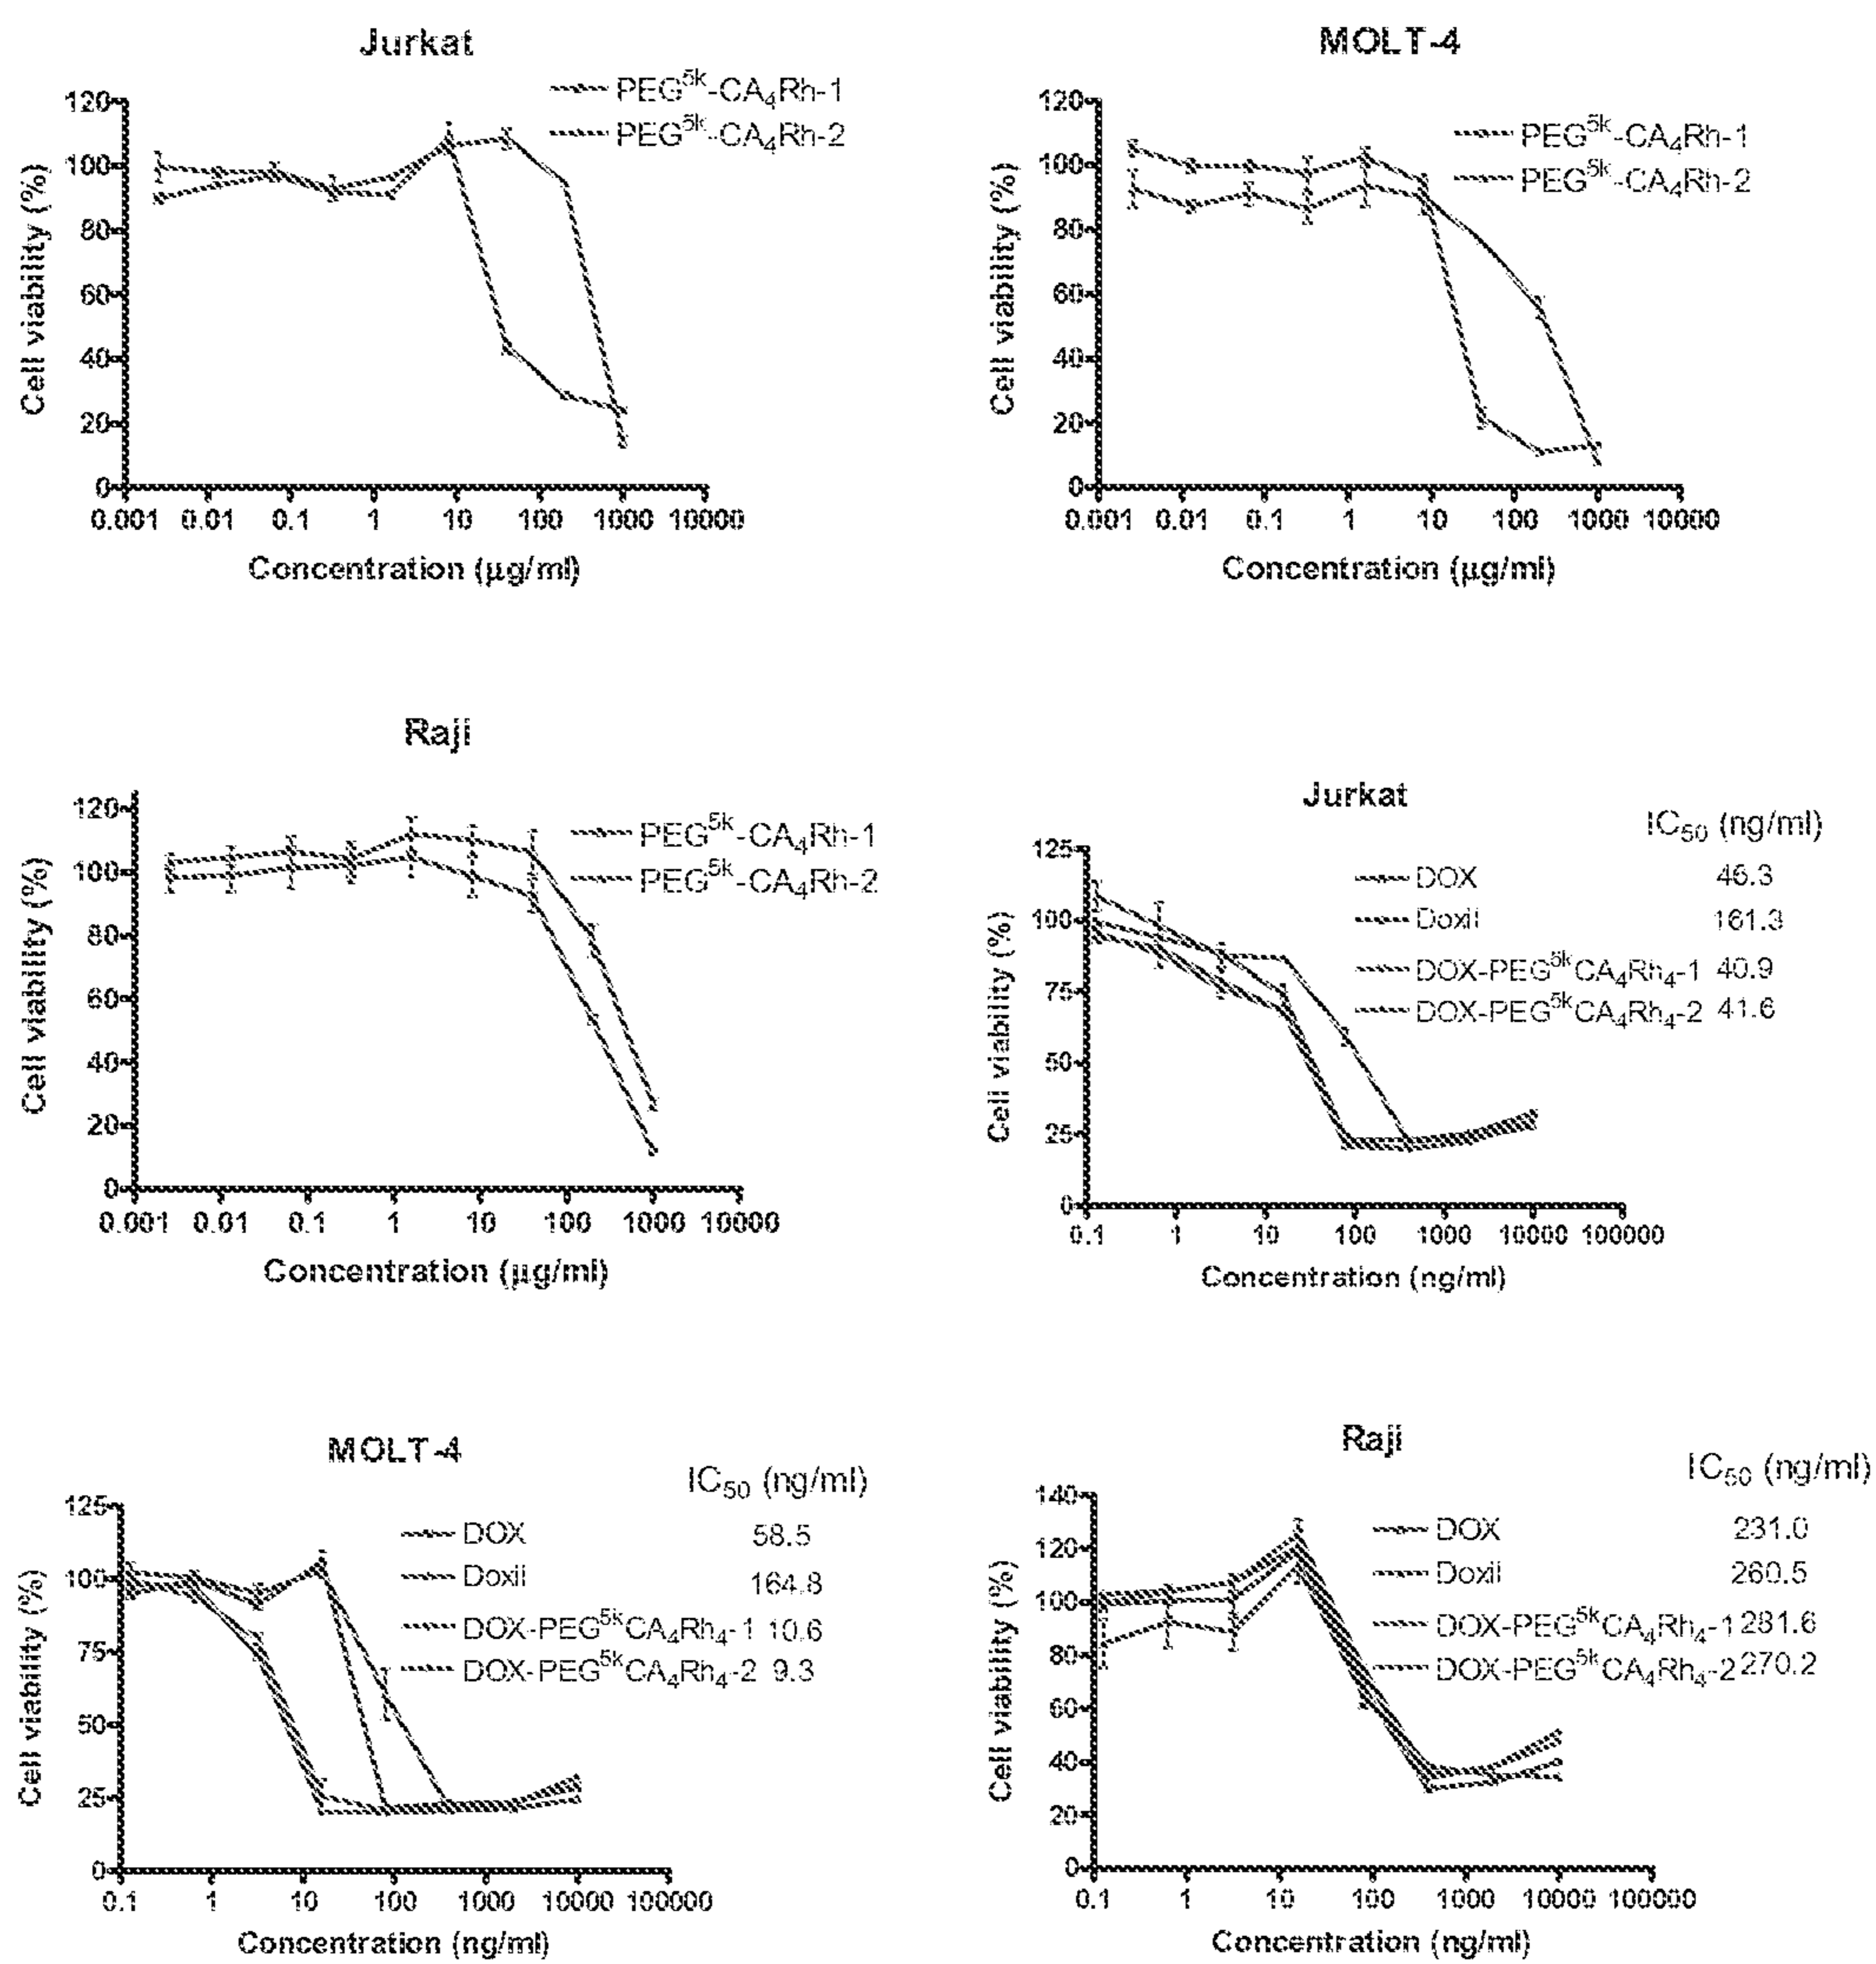 Jurkat
PEG5k-CA4Rh-1
PEG5k-CA4Rh-2
Cell viability (%)
120
100
80
60
40
20
0
0.001 0.01 0.1 1 10 100 1000 10000
Concentration (µg/ml)
MOLT-4
PEG5k-CA4Rh-1
PEG5k-CA4Rh-2
Cell viability (%)
120
100
80
60
40
20
0
0.001 0.01 0.1 1 10 100 1000 10000
Concentration (µg/ml)
Raji
PEG5k-CA4Rh-1
PEG5k-CA4Rh-2
Cell viability (%)
120
100
80
60
40
20
0
0.001 0.01 0.1 1 10 100 1000 10000
Concentration (µg/ml)
Jurkat
IC50 (ng/ml)
DOX
Doxil 161.3
DOX-PEG5kCA4Rh4-1 40.9
DOX-PEG5kCA4Rh4-2 41.6
Cell viability (%)
125
100
75
50
25
0
0.1 1 10 100 1000 10000 100000
Concentration (ng/ml)
MOLT-4
IC50 (ng/ml)
DOX 58.5
Doxil 164.8
DOX-PEG5kCA4Rh4-1 10.6
DOX-PEG5kCA4Rh4-2 9.3
Cell viability (%)
125
100
75
50
25
0
0.1 1 10 100 1000 10000 100000
Concentration (ng/ml)
Raji
IC50 (ng/ml)
DOX 231.0
Doxil 260.5
DOX-PEG5kCA4Rh4-1 281.6
DOX-PEG5kCA4Rh4-2 270.2
Cell viability (%)
140
120
100
80
60
40
20
0
0.1 1 10 100 1000 10000 100000
Concentration (ng/ml)